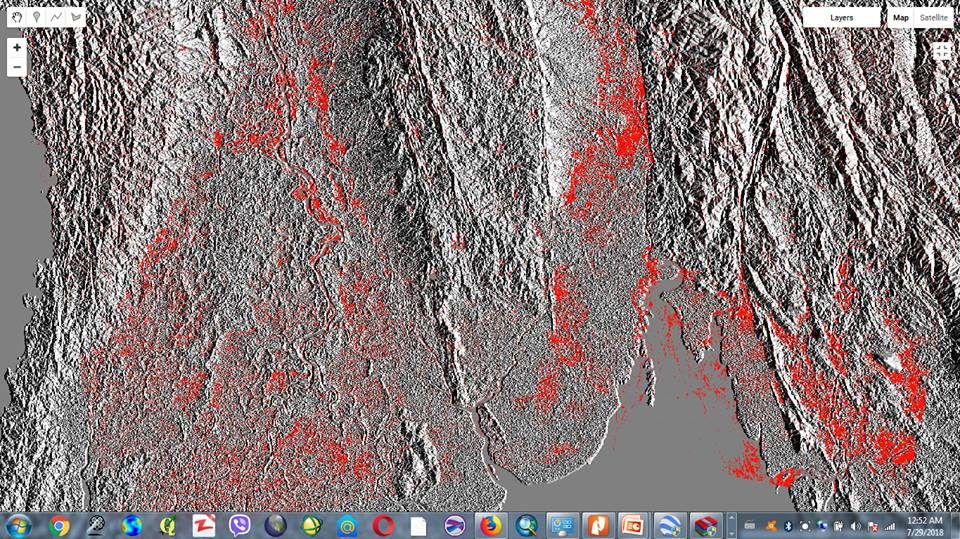 Layers
Map Satellite
+
−
12:52 AM
7/29/2018